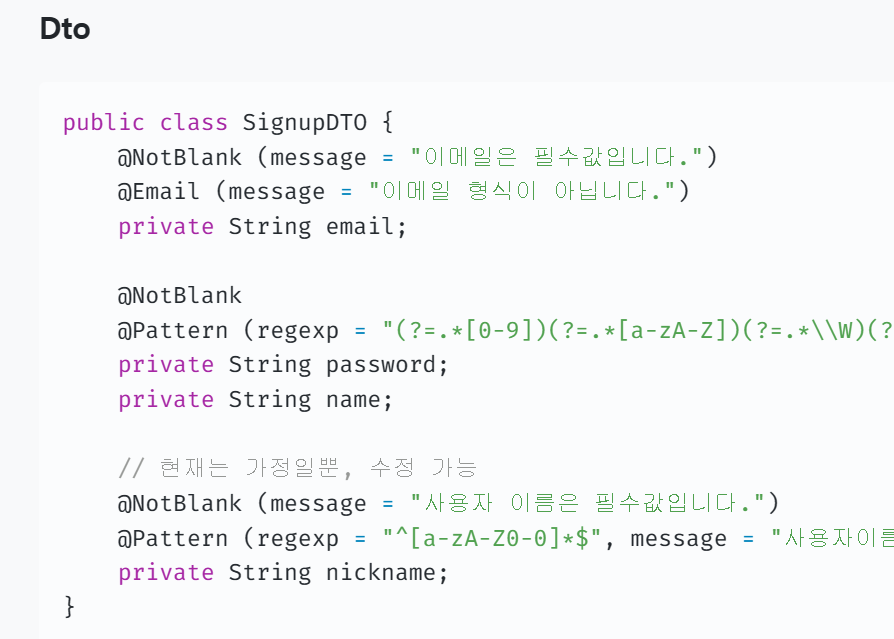 Dto
public class SignupDTO {
@NotBlank (message = "이메일은 필수값입니다.")
@Email (message = "이메일 형식이 아닙니다.")
private String email;
@NotBlank
@Pattern (regexp = "(?=.*[0-9])(?=.*[a-zA-Z])(?=.*\\W)(?
private String password;
private String name;
// 현재는 가정일뿐, 수정 가능
@NotBlank (message = "사용자 이름은 필수값입니다.")
@Pattern (regexp = "^[a-zA-Z0-0]*$", message = "사용자이름
private String nickname;
}